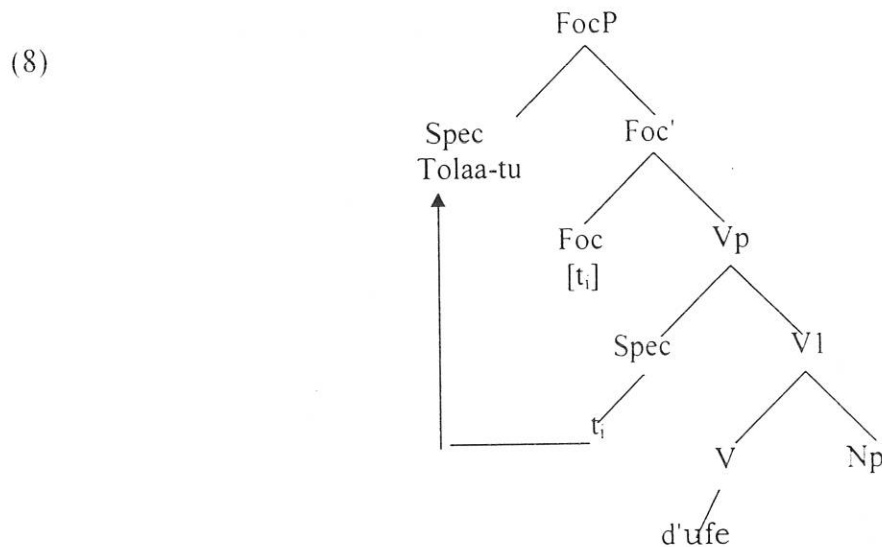 FocP
(8)
Spec Foc'
Tolaa-tu
Foc Vp
[tᵢ]
Spec V1
tᵢ
V Np
d'ufe